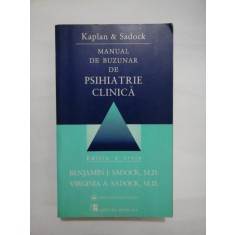 Kaplan & Sadock
MANUAL
DE BUZUNAR
DE
PSIHIATRIE
CLINICĂ
Ediția a treia
BENJAMIN J. SADOCK, M.D.
VIRGINIA A. SADOCK, M.D.